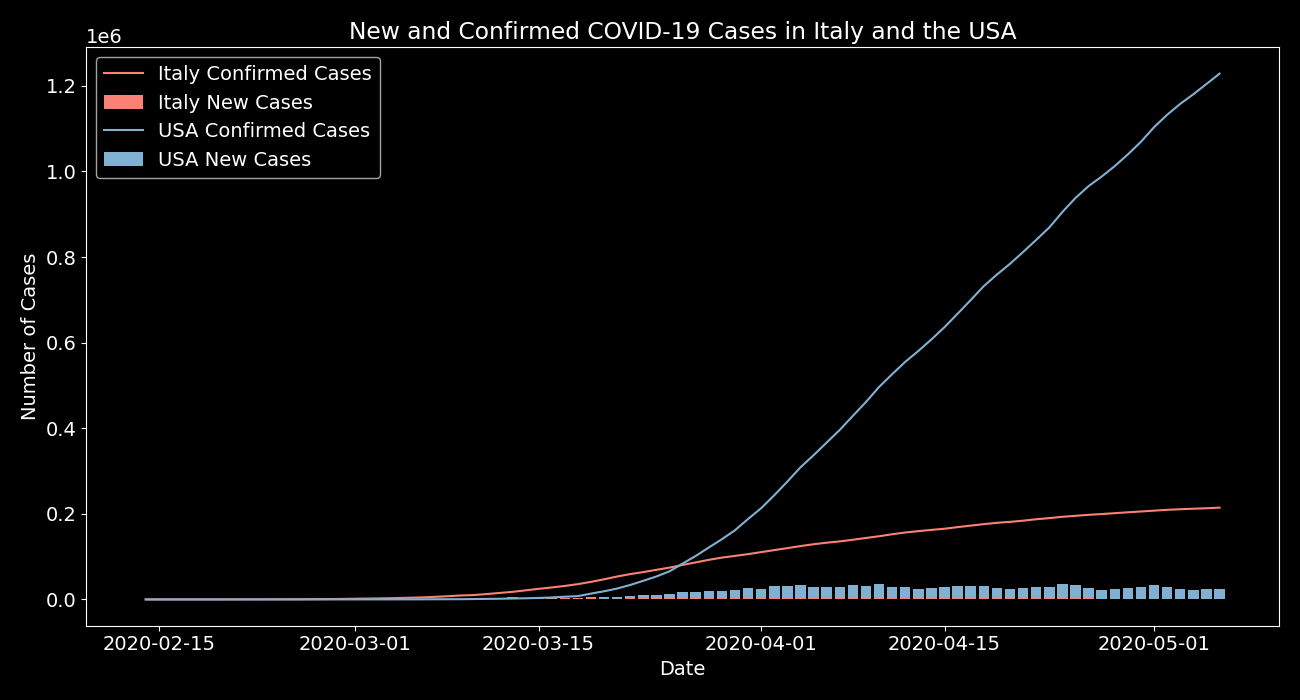 New and Confirmed COVID-19 Cases in Italy and the USA
1e6
Italy Confirmed Cases
Italy New Cases
USA Confirmed Cases
USA New Cases
1.2
1.0
0.8
0.6
0.4
0.2
0.0
Number of Cases
2020-02-15 2020-03-01 2020-03-15 2020-04-01 2020-04-15 2020-05-01
Date